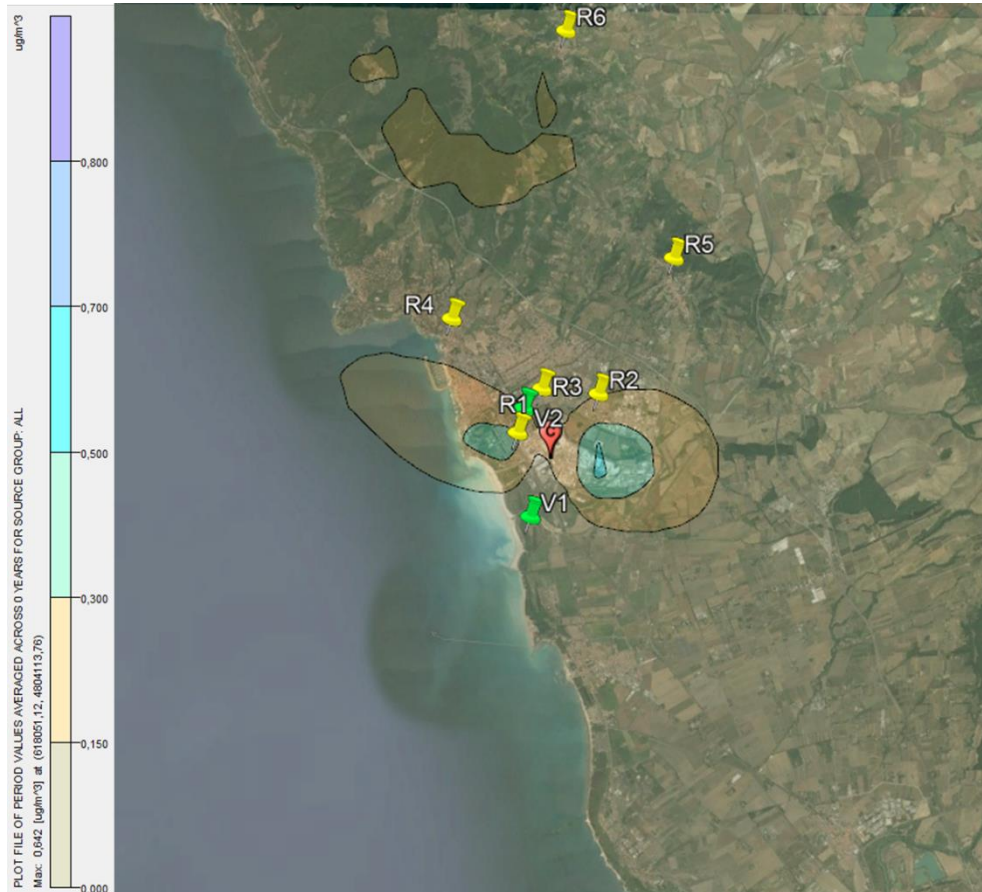 ug/m^3
PLOT FILE OF PERIOD VALUES AVERAGED ACROSS 0 YEARS FOR SOURCE GROUP: ALL
Max: 0,642 [ug/m^3] at (618051,12, 4804113,76)
0,800
0,700
0,500
0,300
0,150
0,000
R6
R5
R4
R3
R2
R1
V2
G
V1